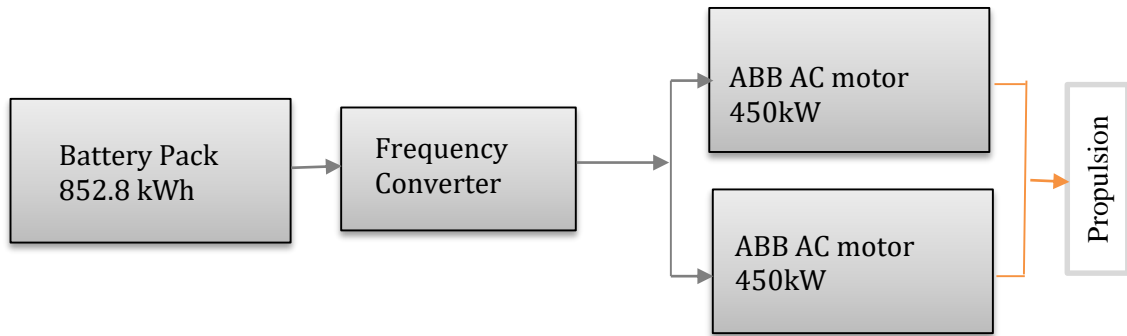 Battery Pack
852.8 kWh
Frequency
Converter
ABB AC motor
450kW
ABB AC motor
450kW
Propulsion